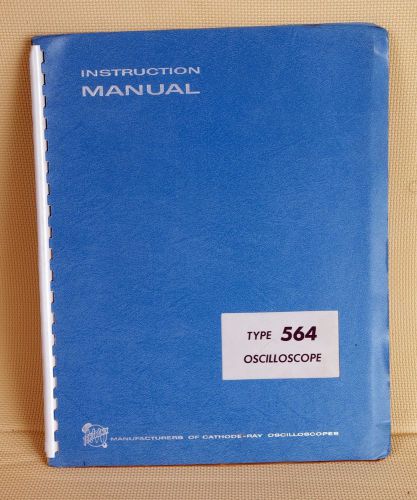 INSTRUCTION
MANUAL
TYPE 564
OSCILLOSCOPE
MANUFACTURERS OF CATHODE-RAY OSCILLOSCOPES